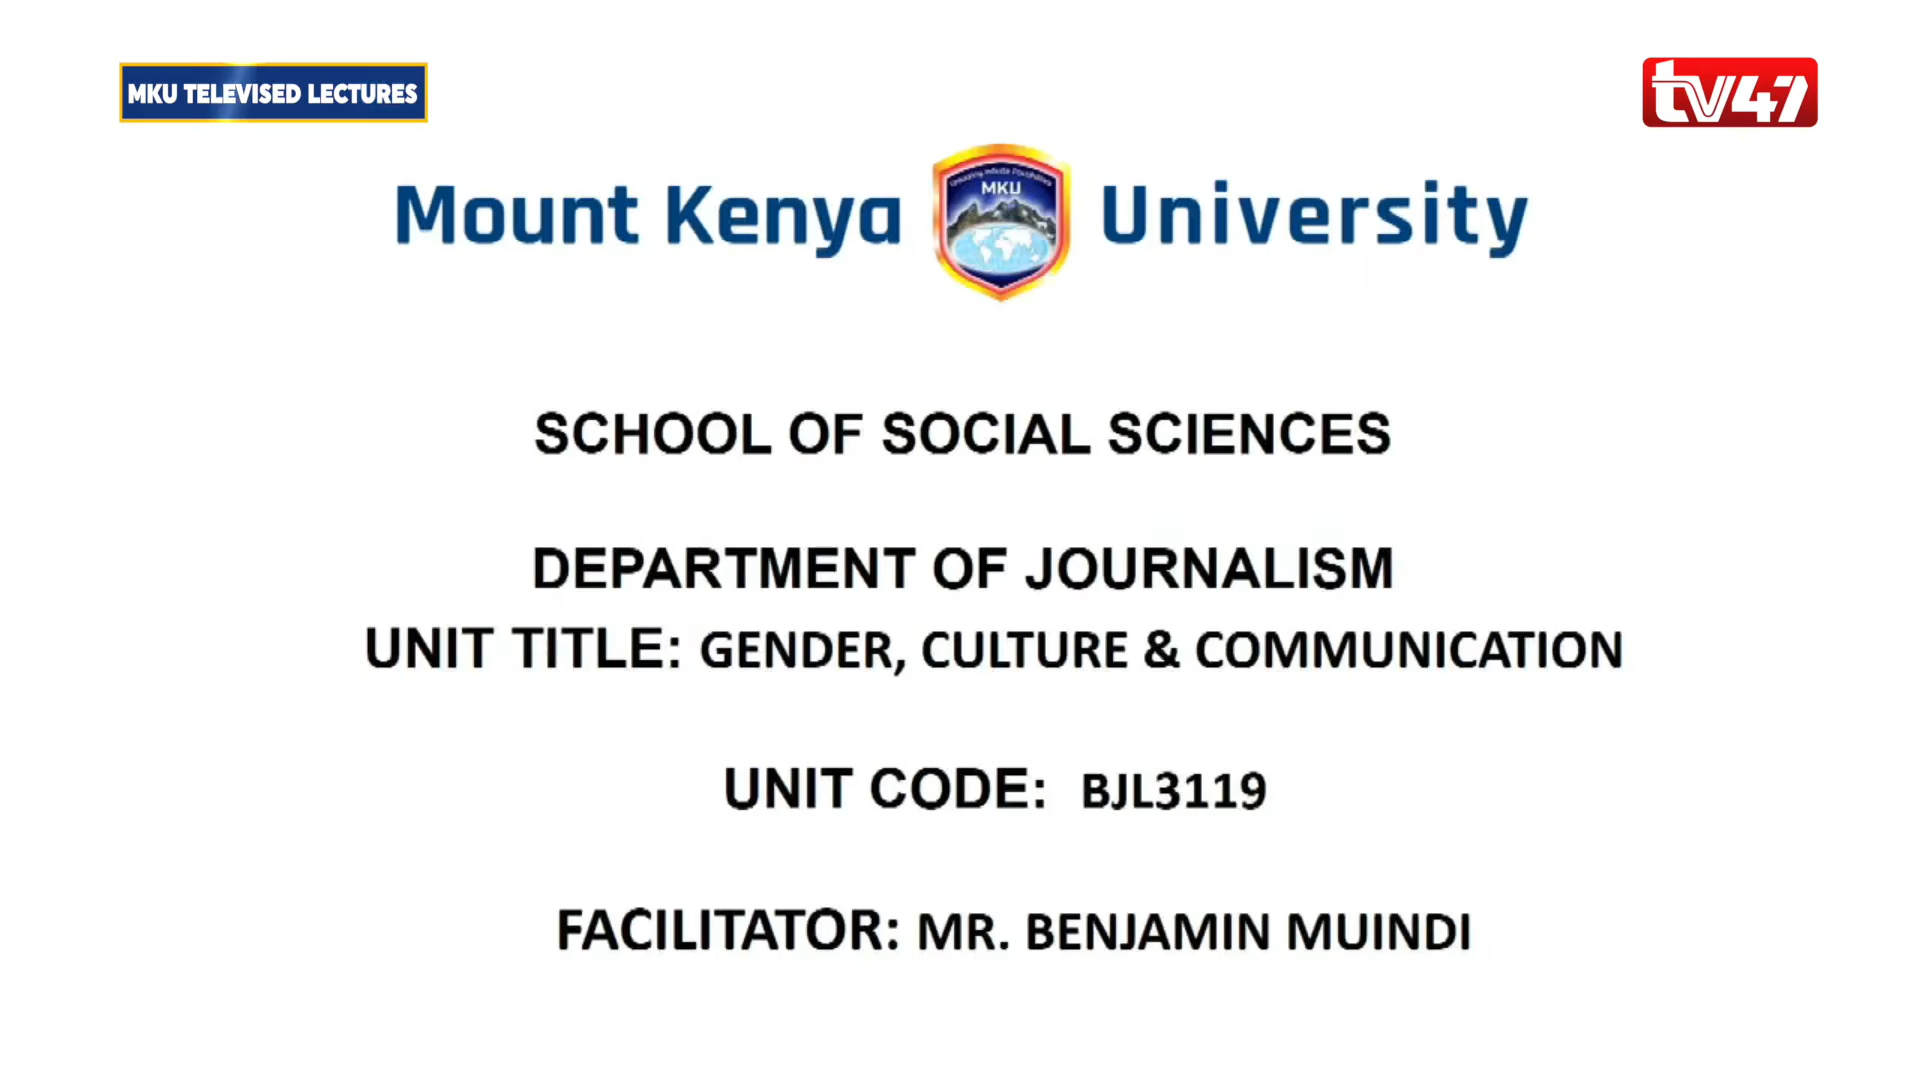 MKU TELEVISED LECTURES
tv47
Mount Kenya University
MKU
SCHOOL OF SOCIAL SCIENCES
DEPARTMENT OF JOURNALISM
UNIT TITLE: GENDER, CULTURE & COMMUNICATION
UNIT CODE: BJL3119
FACILITATOR: MR. BENJAMIN MUINDI